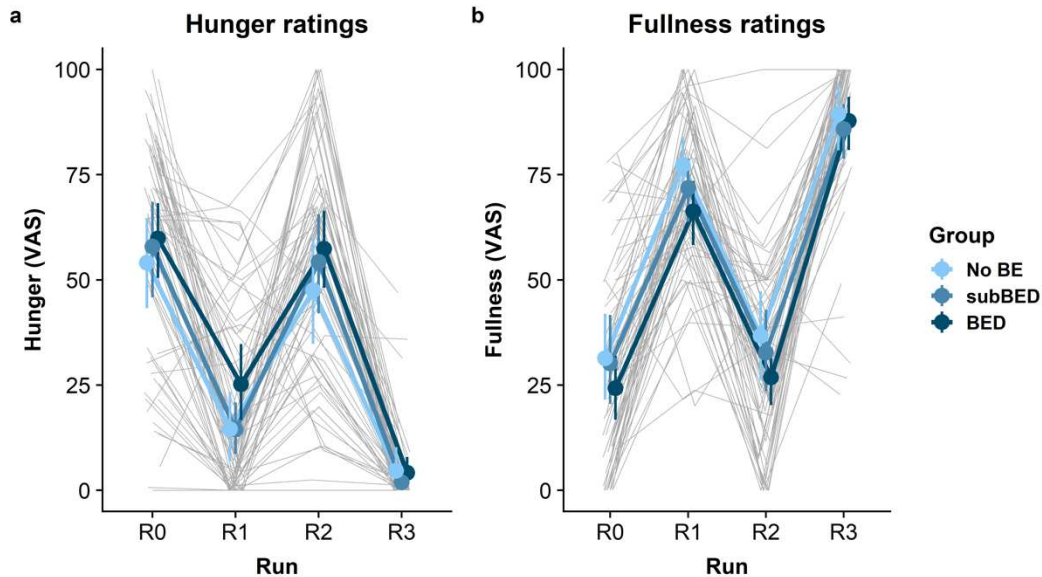 a
Hunger ratings
Hunger (VAS)
100
75
50
25
0
R0 R1 R2 R3
Run
b
Fullness ratings
Fullness (VAS)
100
75
50
25
0
R0 R1 R2 R3
Run
Group
No BE
subBED
BED